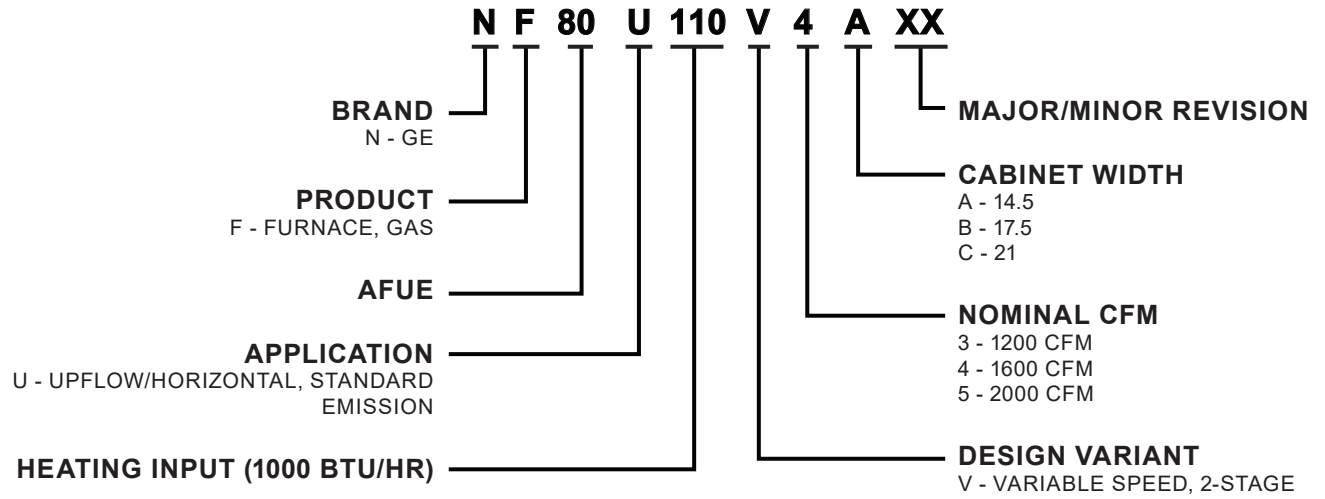 N F 80 U 110 V 4 A XX
BRAND
N - GE
PRODUCT
F - FURNACE, GAS
AFUE
APPLICATION
U - UPFLOW/HORIZONTAL, STANDARD
EMISSION
HEATING INPUT (1000 BTU/HR)
MAJOR/MINOR REVISION
CABINET WIDTH
A - 14.5
B - 17.5
C - 21
NOMINAL CFM
3 - 1200 CFM
4 - 1600 CFM
5 - 2000 CFM
DESIGN VARIANT
V - VARIABLE SPEED, 2-STAGE